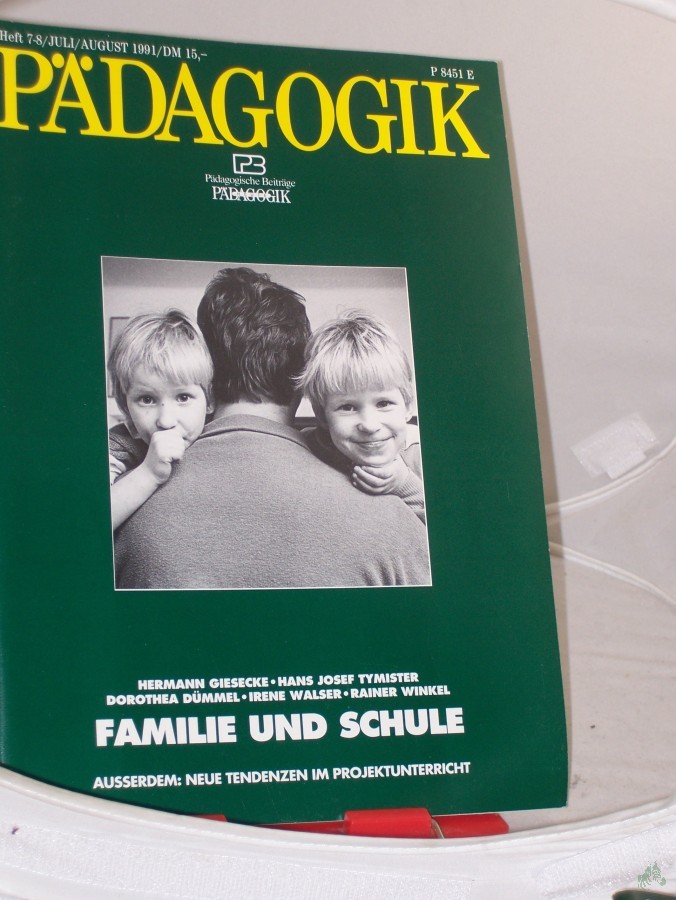 Heft 7-8/JULI/AUGUST 1991/DM 15,–
P 8451 E
PÄDAGOGIK
PB
Pädagogische Beiträge
PÄDAGOGIK
HERMANN GIESECKE • HANS JOSEF TYMISTER
DOROTHEA DÜMMEL • IRENE WALSER • RAINER WINKEL
FAMILIE UND SCHULE
AUSSERDEM: NEUE TENDENZEN IM PROJEKTUNTERRICHT